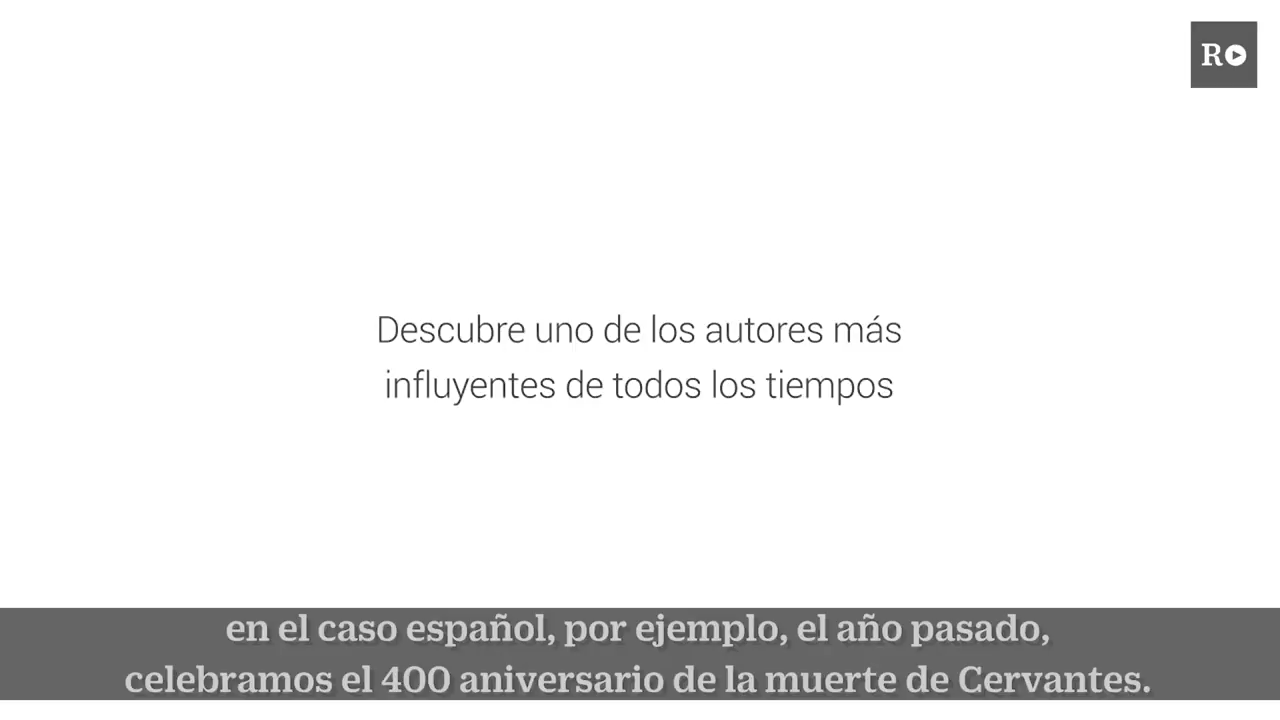 R
Descubre uno de los autores más
influyentes de todos los tiempos
en el caso español, por ejemplo, el año pasado,
celebramos el 400 aniversario de la muerte de Cervantes.